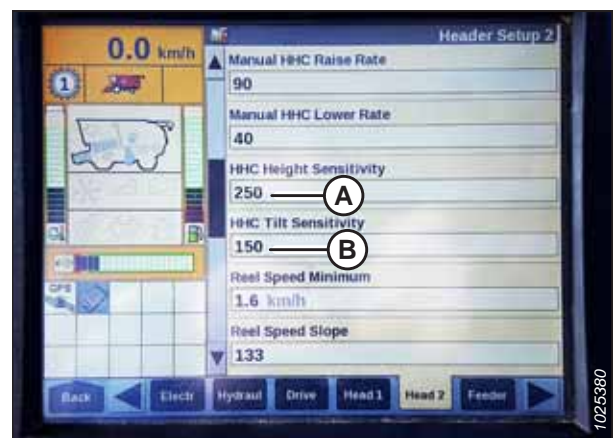 0.0 km/h
Header Setup 2
1
Manual HHC Raise Rate
90
Manual HHC Lower Rate
40
HHC Height Sensitivity
250
A
HHC Tilt Sensitivity
150
B
Reel Speed Minimum
1.6 km/h
Reel Speed Slope
133
GPS
Back
Electr
Hydraul
Drive
Head 1
Head 2
Feeder
1025380